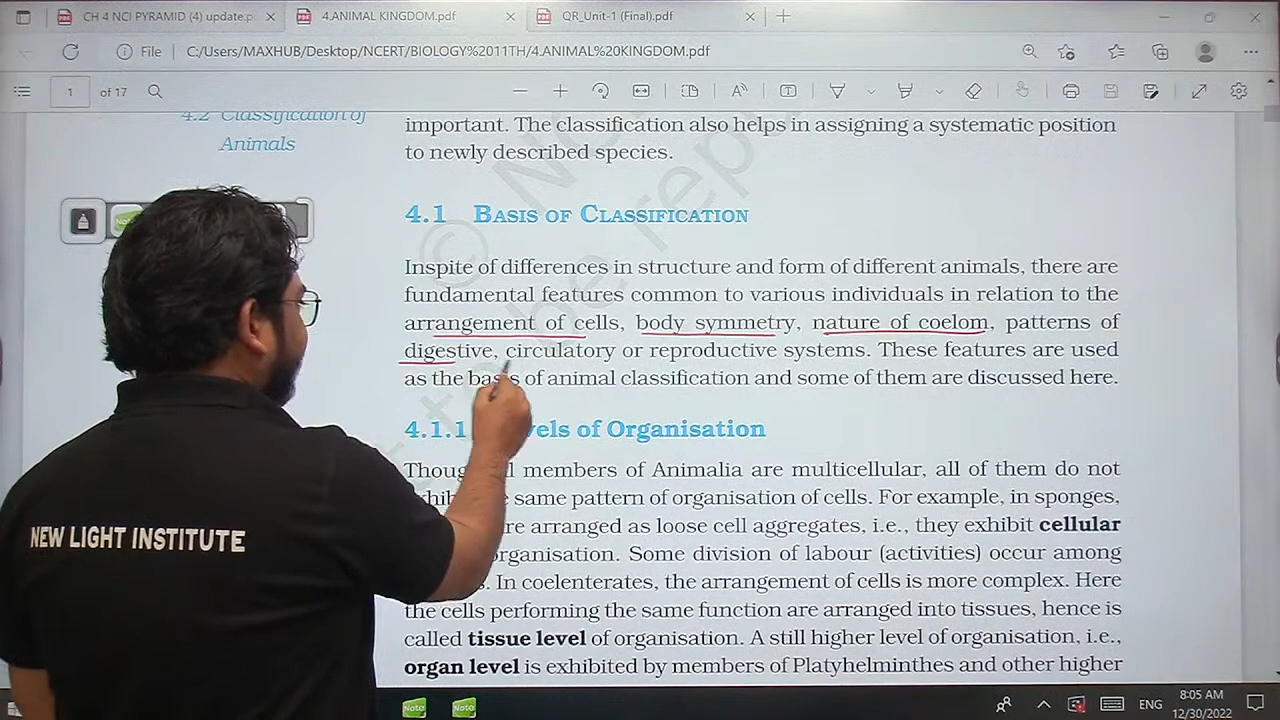 CH 4 NCI PYRAMID (4) update.p
4.ANIMAL KINGDOM.pdf
QR_Unit-1 (Final).pdf
File
C:/Users/MAXHUB/Desktop/NCERT/BIOLOGY%2011TH/4.ANIMAL%20KINGDOM.pdf
1 of 17
4.2 Classification of
Animals
important. The classification also helps in assigning a systematic position
to newly described species.
4.1 BASIS OF CLASSIFICATION
Inspite of differences in structure and form of different animals, there are
fundamental features common to various individuals in relation to the
arrangement of cells, body symmetry, nature of coelom, patterns of
digestive, circulatory or reproductive systems. These features are used
as the basis of animal classification and some of them are discussed here.
4.1.1 of Organisation
members of Animalia are multicellular, all of them do not
same pattern of organisation of cells. For example, in sponges,
arranged as loose cell aggregates, i.e., they exhibit cellular
organisation. Some division of labour (activities) occur among
In coelenterates, the arrangement of cells is more complex. Here
the cells performing the same function are arranged into tissues, hence is
called tissue level of organisation. A still higher level of organisation, i.e.,
organ level is exhibited by members of Platyhelminthes and other higher
NEW LIGHT INSTITUTE
Note
Note
ENG
8:05 AM
12/30/2022